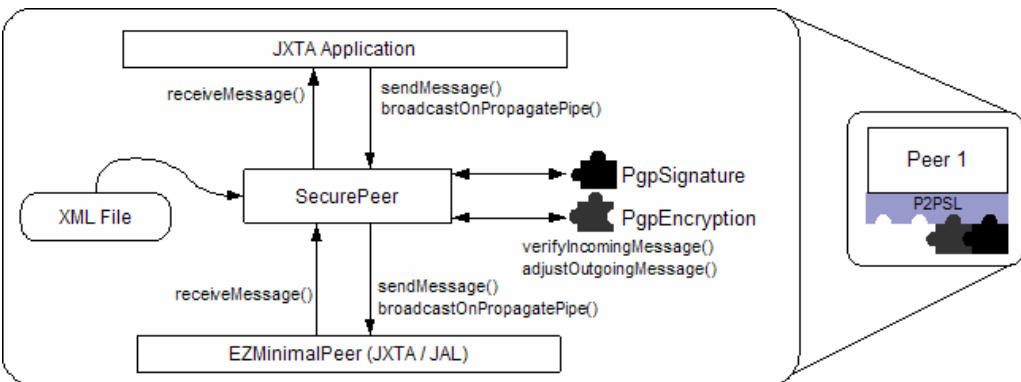 JXTA Application
receiveMessage()
sendMessage()
broadcastOnPropagatePipe()
XML File
SecurePeer
PgpSignature
PgpEncryption
verifyIncomingMessage()
adjustOutgoingMessage()
receiveMessage()
sendMessage()
broadcastOnPropagatePipe()
EZMinimalPeer (JXTA / JAL)
Peer 1
P2PSL